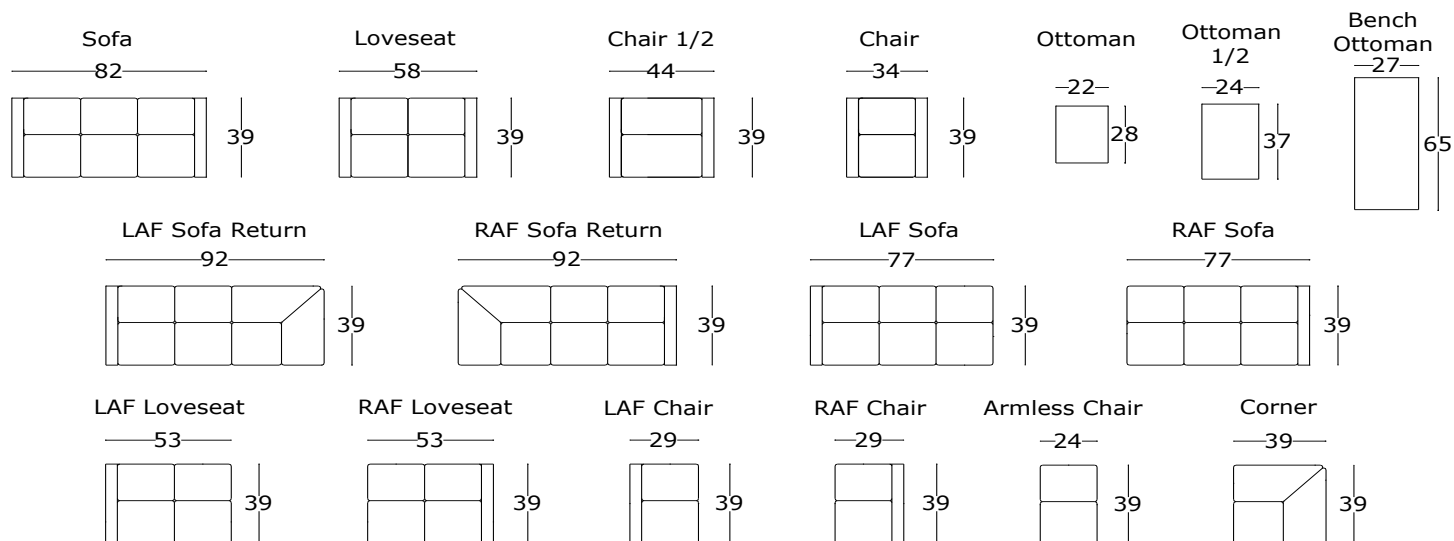 Sofa
82
39
Loveseat
58
39
Chair 1/2
44
39
Chair
34
39
Ottoman
22
28
Ottoman
1/2
24
37
Bench
Ottoman
27
65
LAF Sofa Return
92
39
RAF Sofa Return
92
39
LAF Sofa
77
39
RAF Sofa
77
39
LAF Loveseat
53
39
RAF Loveseat
53
39
LAF Chair
29
39
RAF Chair
29
39
Armless Chair
24
39
Corner
39
39